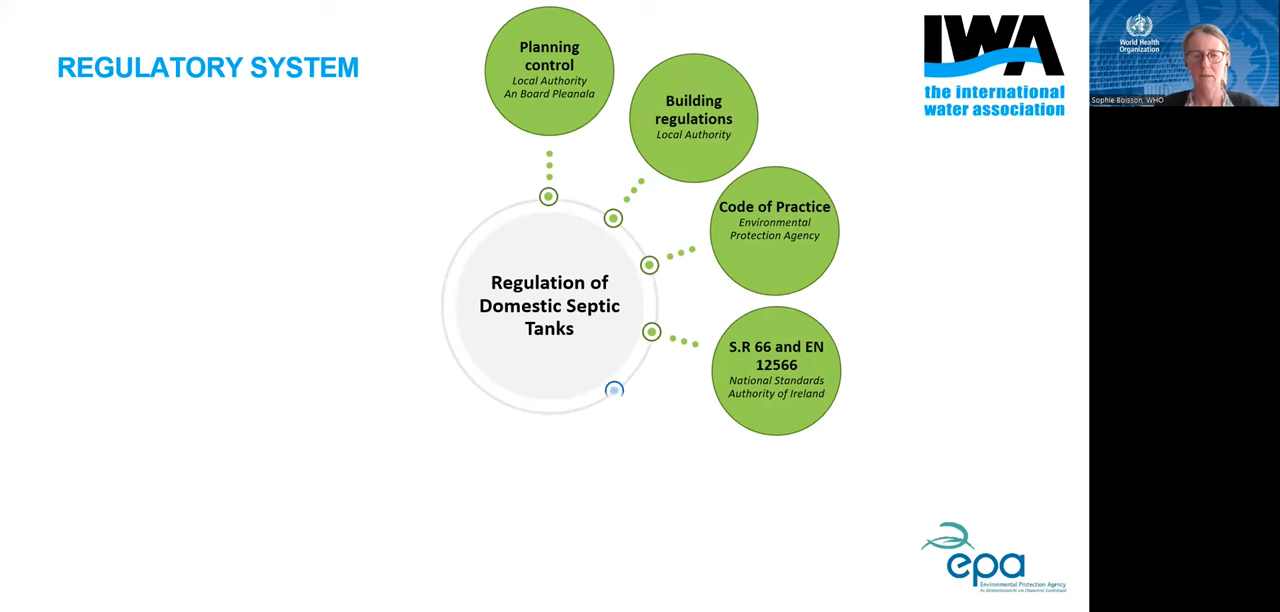 REGULATORY SYSTEM
Planning
control
Local Authority
An Board Pleanala
Building
regulations
Local Authority
Code of Practice
Environmental
Protection Agency
S.R 66 and EN
12566
National Standards
Authority of Ireland
Regulation of
Domestic Septic
Tanks
IWA
the international
water association
World Health
Organization
Sophie Boisson, WHO
epa
Environmental Protection Agency